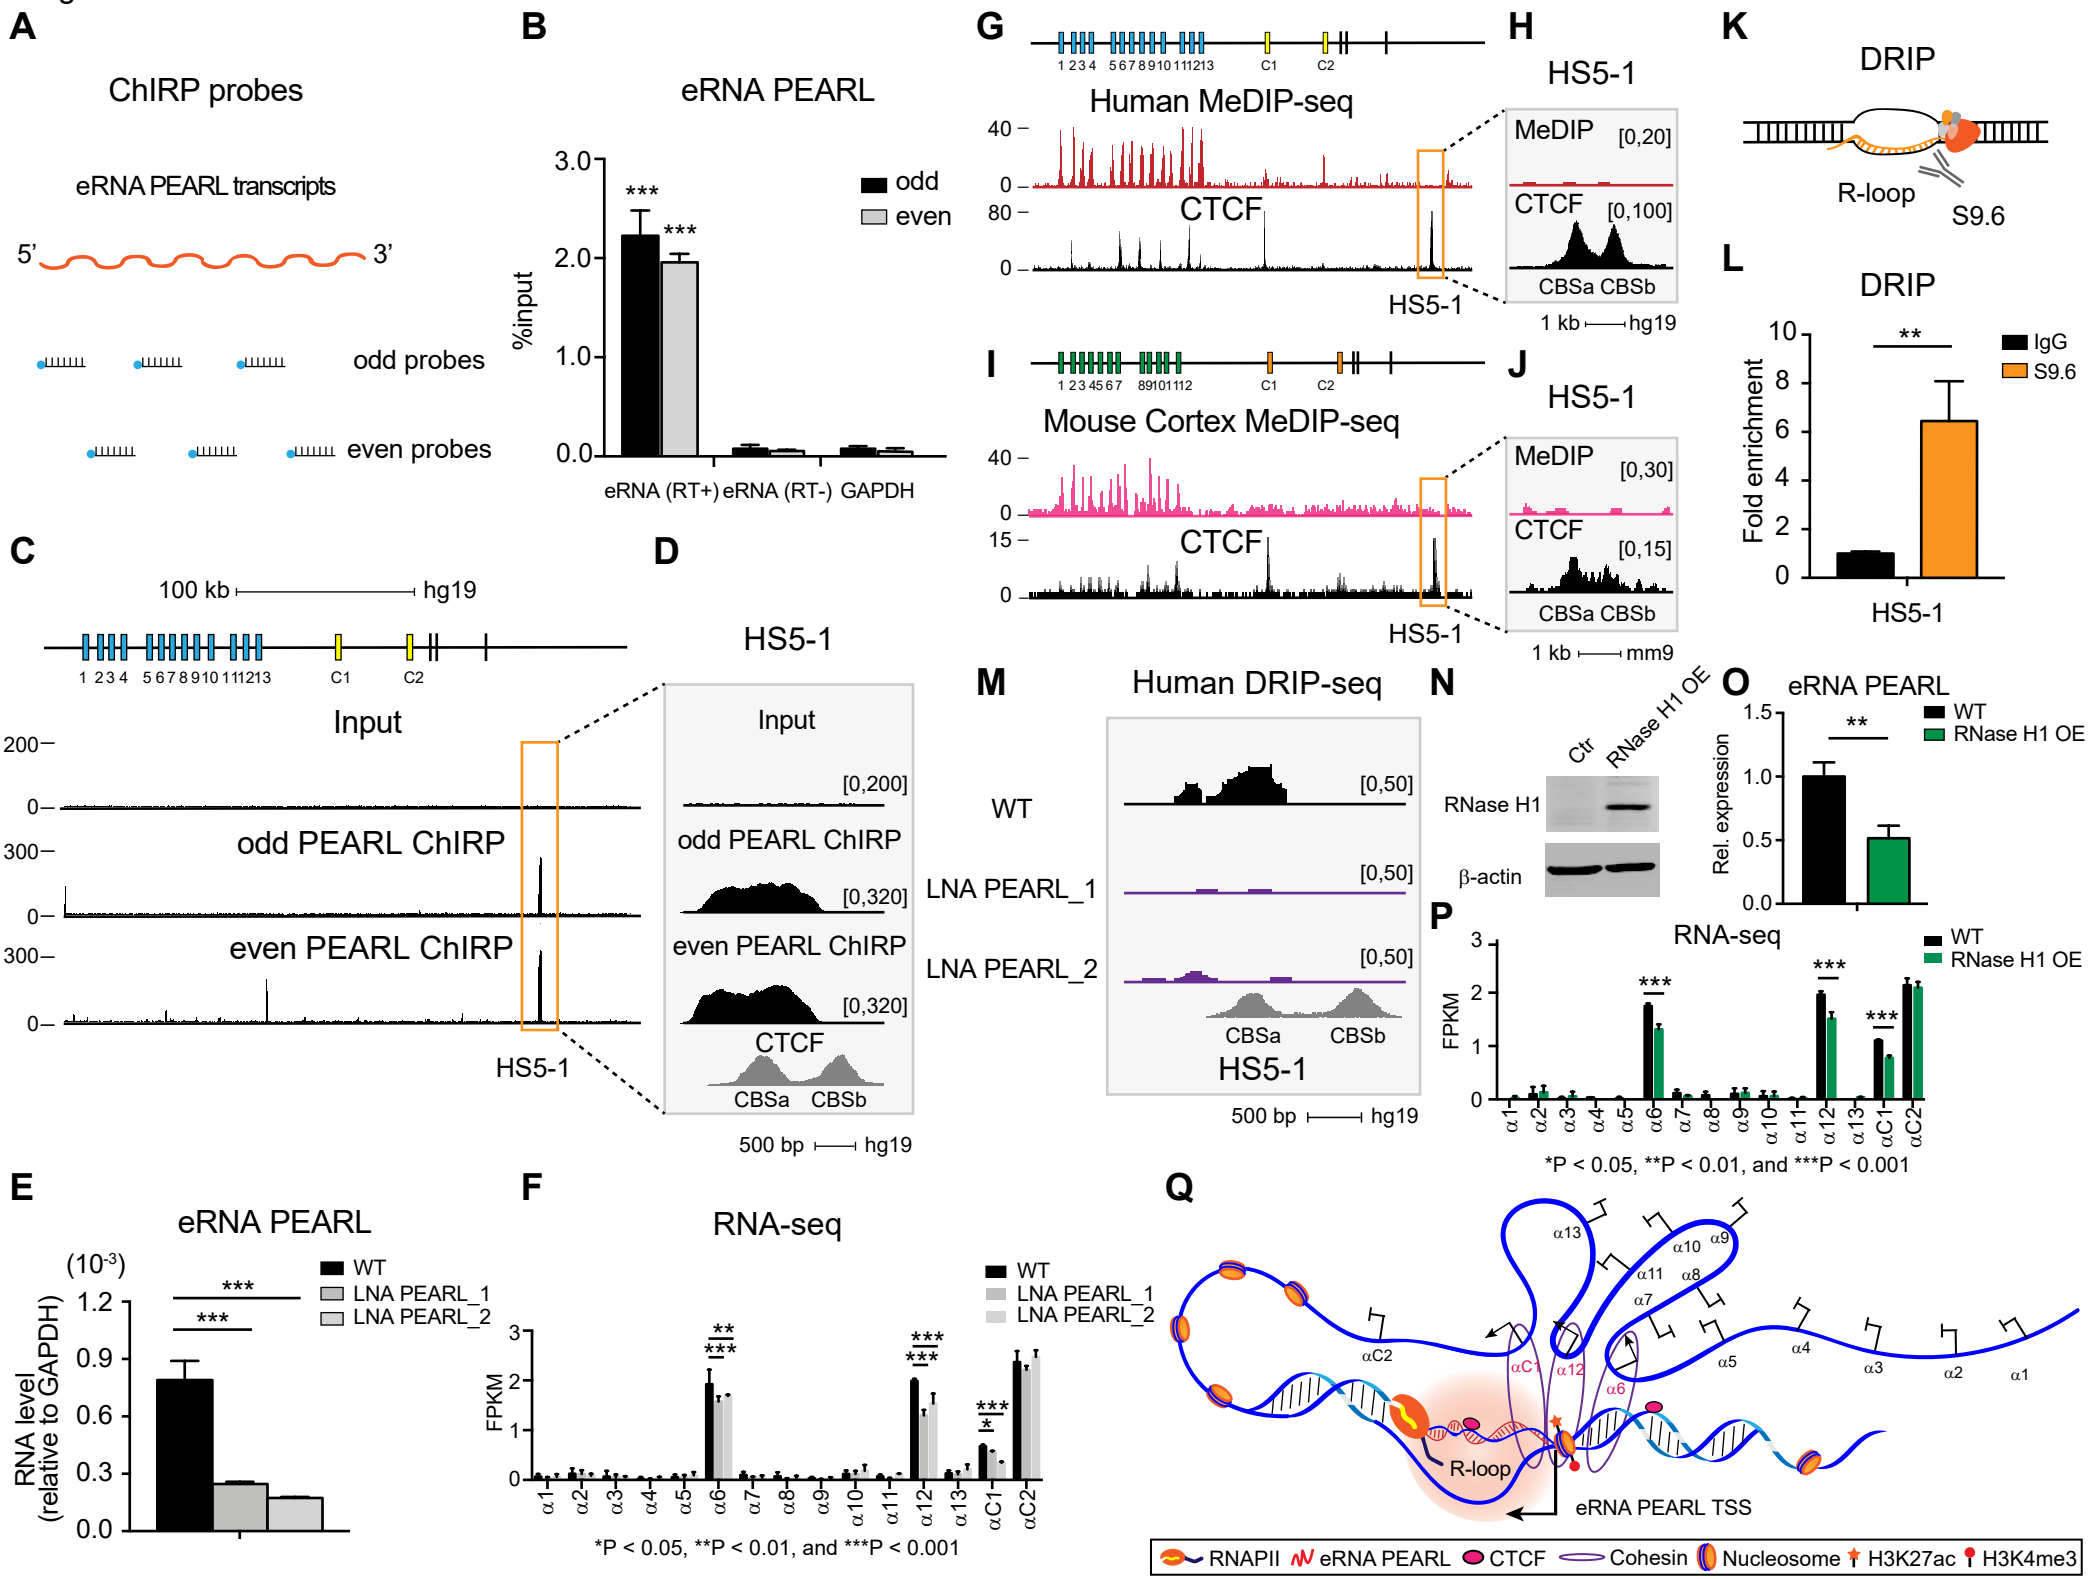 A
ChIRP probes
eRNA PEARL transcripts
5’
3’
odd probes
even probes
B
eRNA PEARL
%input
3.0
2.0
1.0
0.0
***
***
odd
even
eRNA (RT+)
eRNA (RT-)
GAPDH
C
100 kb
hg19
1 2 3 4 5 6 7 8 9 10 11 12 13 C1 C2
Input
200
0
odd PEARL ChIRP
300
0
even PEARL ChIRP
300
0
HS5-1
D
HS5-1
Input
[0,200]
odd PEARL ChIRP
[0,320]
even PEARL ChIRP
[0,320]
CTCF
CBSa CBSb
500 bp
hg19
E
eRNA PEARL
(10-3)
RNA level
(relative to GAPDH)
1.2
0.9
0.6
0.3
0.0
***
***
WT
LNA PEARL_1
LNA PEARL_2
F
RNA-seq
WT
LNA PEARL_1
LNA PEARL_2
FPKM
3
2
1
0
**
***
***
***
***
*
α1 α2 α3 α4 α5 α6 α7 α8 α9 α10 α11 α12 α13 αC1 αC2
*P < 0.05, **P < 0.01, and ***P < 0.001
G
1 2 3 4 5 6 7 8 9 10 11 12 13 C1 C2
Human MeDIP-seq
40
0
CTCF
80
0
HS5-1
H
HS5-1
MeDIP
[0,20]
CTCF
[0,100]
CBSa CBSb
1 kb
hg19
I
1 2 3 4 5 6 7 8 9 10 11 12 C1 C2
Mouse Cortex MeDIP-seq
40
0
CTCF
15
0
HS5-1
J
HS5-1
MeDIP
[0,30]
CTCF
[0,15]
CBSa CBSb
1 kb
mm9
K
DRIP
R-loop
S9.6
L
DRIP
Fold enrichment
10
8
6
4
2
0
**
IgG
S9.6
HS5-1
M
Human DRIP-seq
WT
[0,50]
LNA PEARL_1
[0,50]
LNA PEARL_2
[0,50]
CBSa
CBSb
HS5-1
500 bp
hg19
N
Ctr
RNase H1 OE
RNase H1
β-actin
O
eRNA PEARL
Rel. expression
1.5
1.0
0.5
0.0
**
WT
RNase H1 OE
P
RNA-seq
WT
RNase H1 OE
FPKM
3
2
1
0
***
***
***
α1 α2 α3 α4 α5 α6 α7 α8 α9 α10 α11 α12 α13 αC1 αC2
*P < 0.05, **P < 0.01, and ***P < 0.001
Q
α13
α10
α9
α11
α8
α7
αC2
αC1
α12
α6
α5
α4
α3
α2
α1
R-loop
eRNA PEARL TSS
RNAPII
eRNA PEARL
CTCF
Cohesin
Nucleosome
H3K27ac
H3K4me3